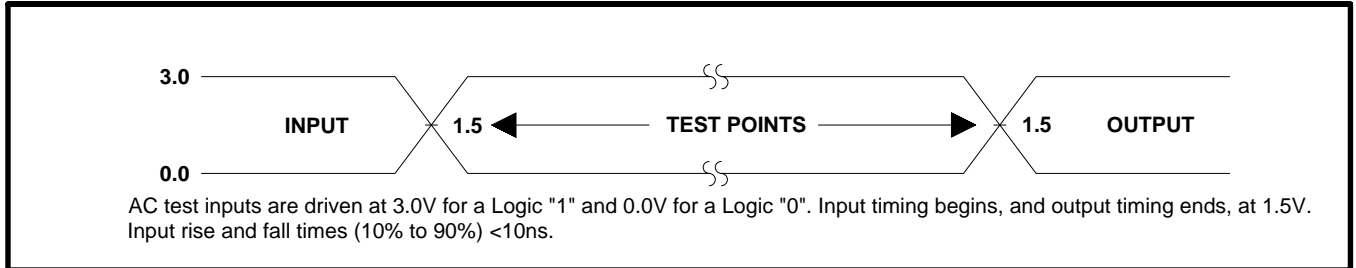 3.0
INPUT 1.5 TEST POINTS 1.5 OUTPUT
0.0
AC test inputs are driven at 3.0V for a Logic "1" and 0.0V for a Logic "0". Input timing begins, and output timing ends, at 1.5V.
Input rise and fall times (10% to 90%) <10ns.